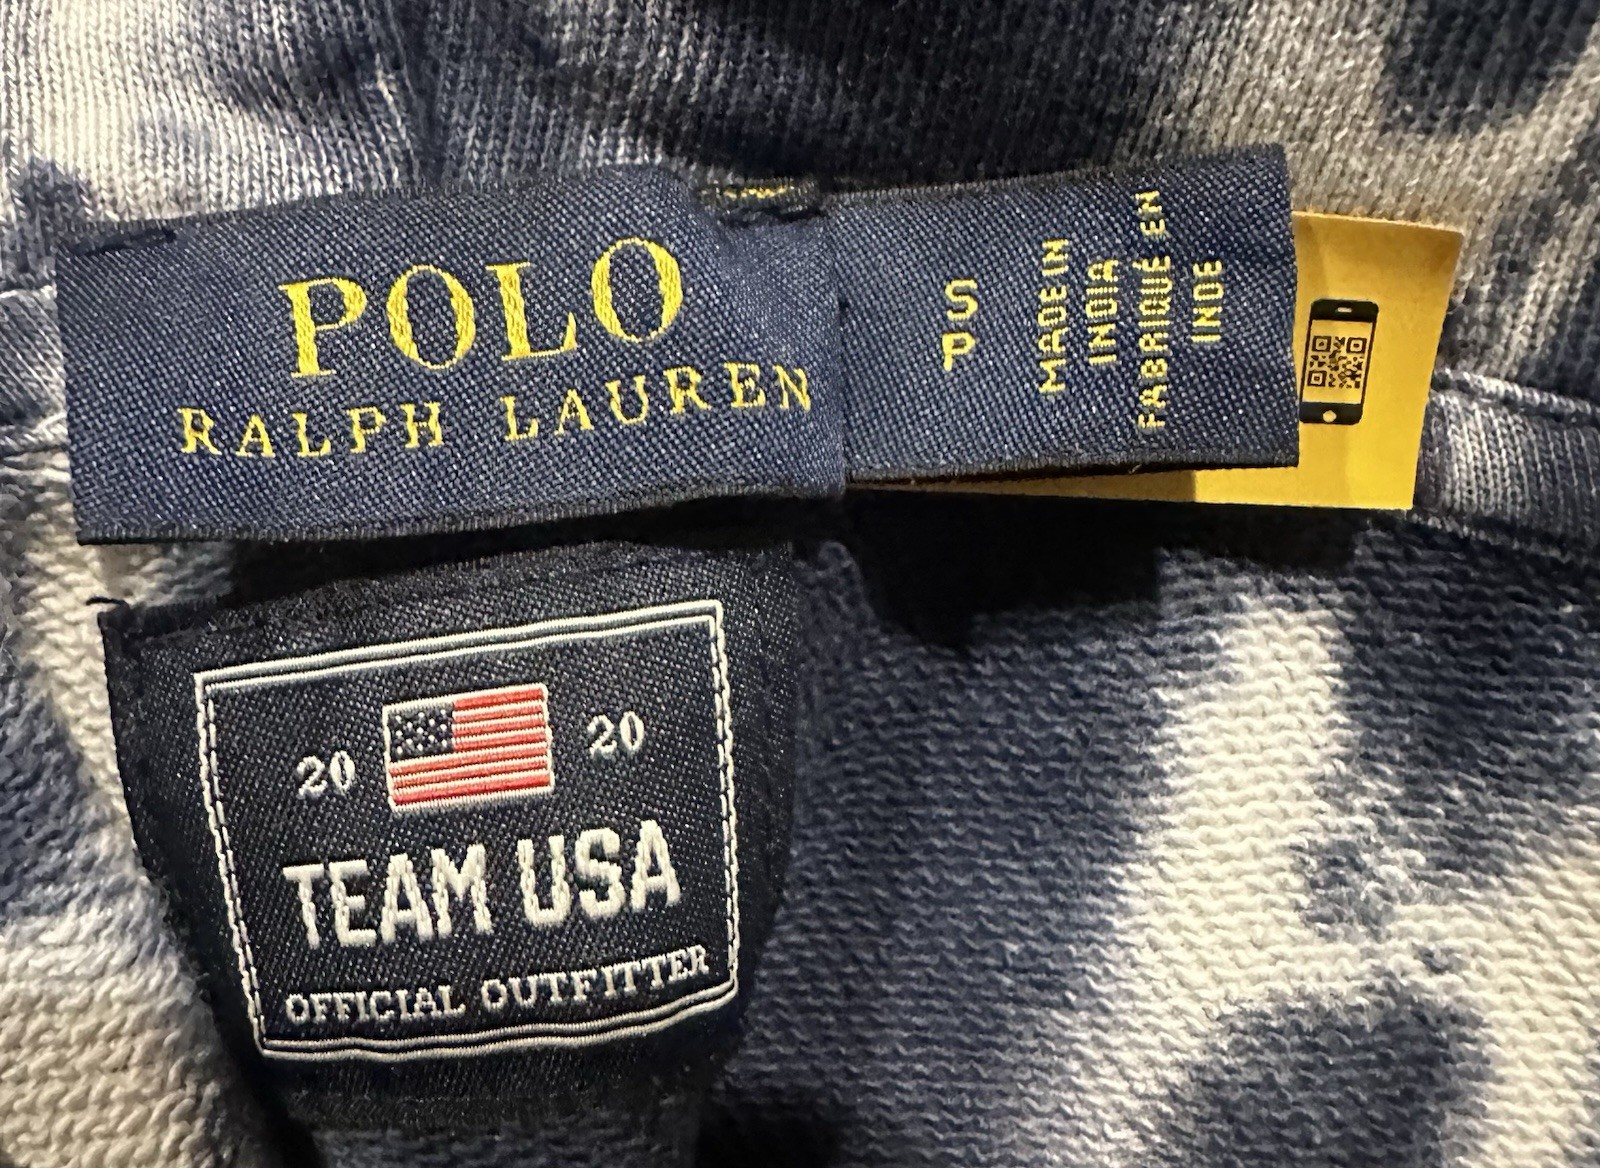 POLO
RALPH LAUREN
S
P
MADE IN
INDIA
FABRIQUÉ EN
INDE
20 20
TEAM USA
OFFICIAL OUTFITTER